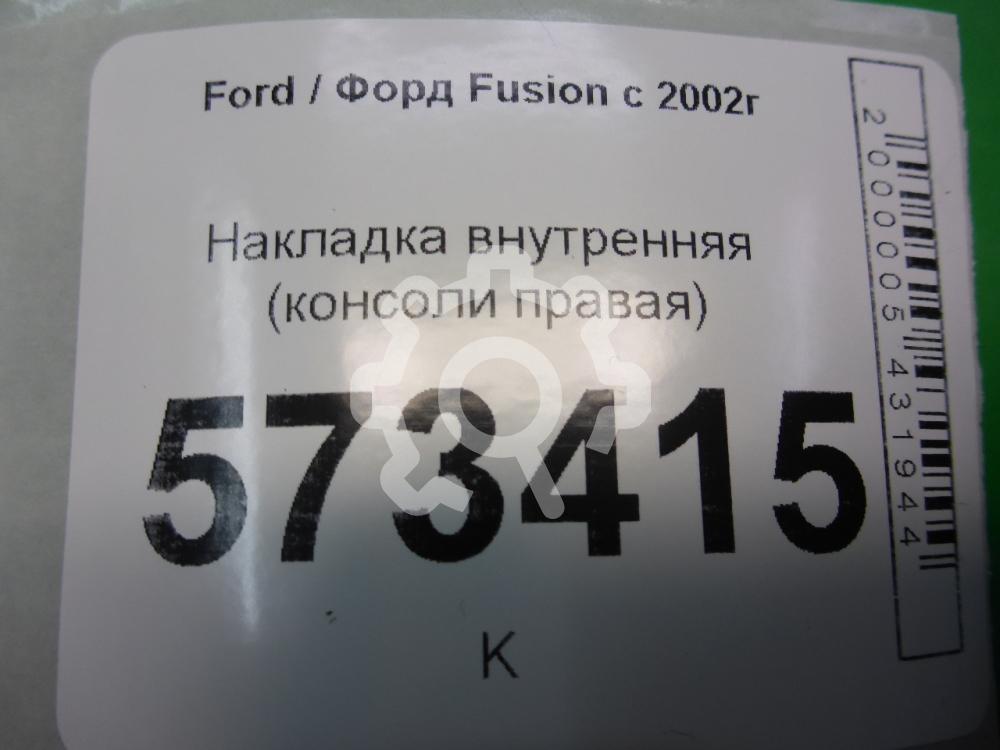 Ford / Форд Fusion с 2002г
Накладка внутренняя
(консоли правая)
573415
К
2000005431944